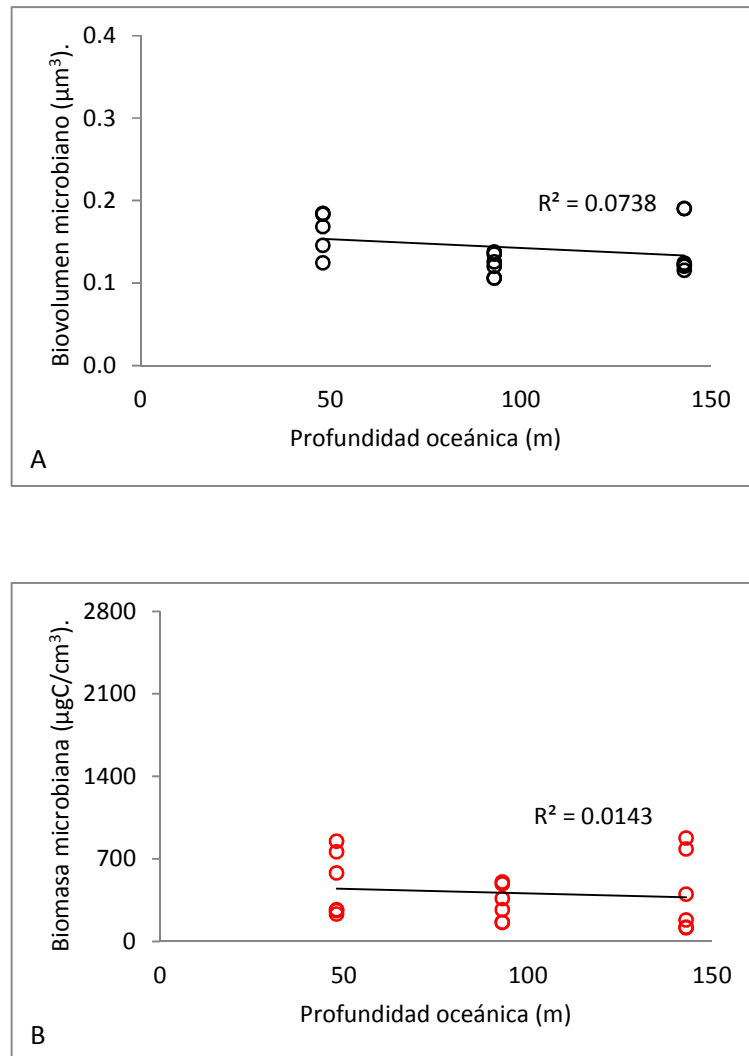 Biovolumen microbiano (µm³).
0.4
0.3
0.2
0.1
0.0
R² = 0.0738
0 50 100 150
Profundidad oceánica (m)
A
Biomasa microbiana (µgC/cm³).
2800
2100
1400
700
0
R² = 0.0143
0 50 100 150
Profundidad oceánica (m)
B